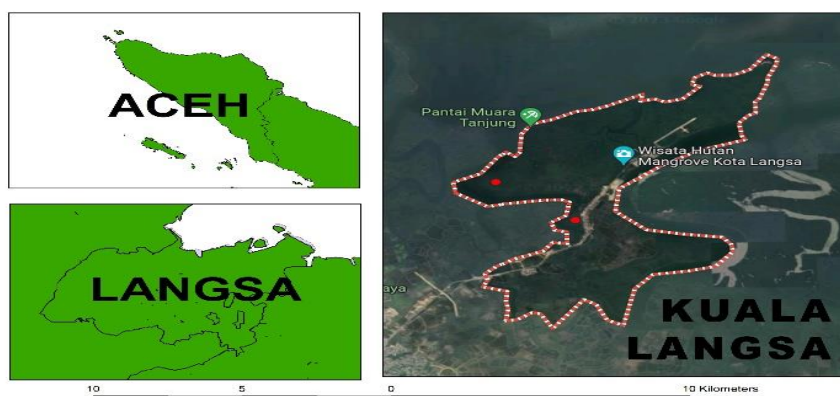 ACEH
LANGSA
Pantai Muara
Tanjung
Wisata Hutan
Mangrove Kota Langsa
aya
KUALA
LANGSA
10 5 0 10 Kilometers